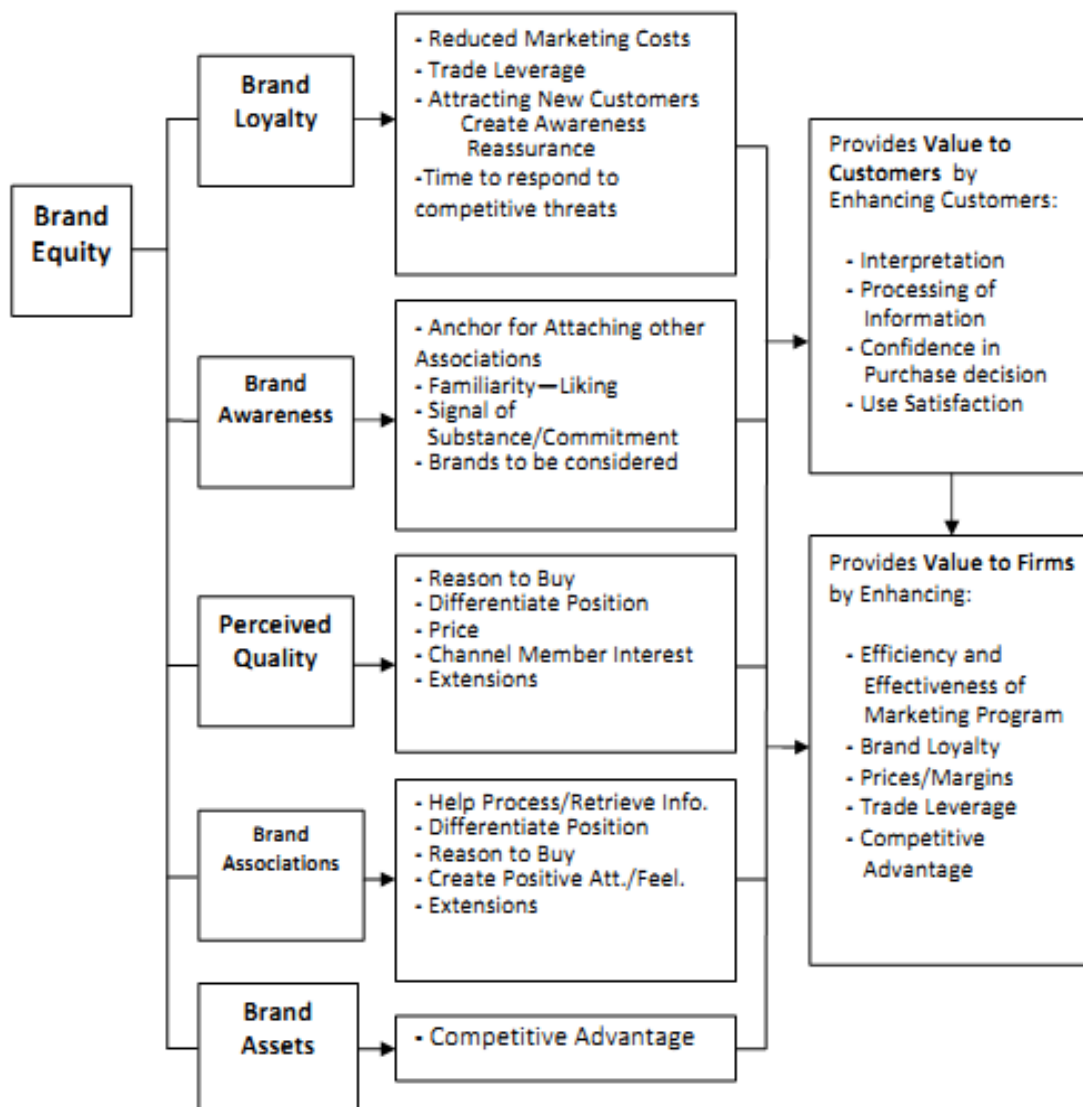 Brand
Equity
Brand
Loyalty
- Reduced Marketing Costs
- Trade Leverage
- Attracting New Customers
Create Awareness
Reassurance
-Time to respond to
competitive threats
Brand
Awareness
- Anchor for Attaching other
Associations
- Familiarity—Liking
- Signal of
Substance/Commitment
- Brands to be considered
Perceived
Quality
- Reason to Buy
- Differentiate Position
- Price
- Channel Member Interest
- Extensions
Brand
Associations
- Help Process/Retrieve Info.
- Differentiate Position
- Reason to Buy
- Create Positive Att./Feel.
- Extensions
Brand
Assets
- Competitive Advantage
Provides Value to
Customers by
Enhancing Customers:
- Interpretation
- Processing of
Information
- Confidence in
Purchase decision
- Use Satisfaction
Provides Value to Firms
by Enhancing:
- Efficiency and
Effectiveness of
Marketing Program
- Brand Loyalty
- Prices/Margins
- Trade Leverage
- Competitive
Advantage